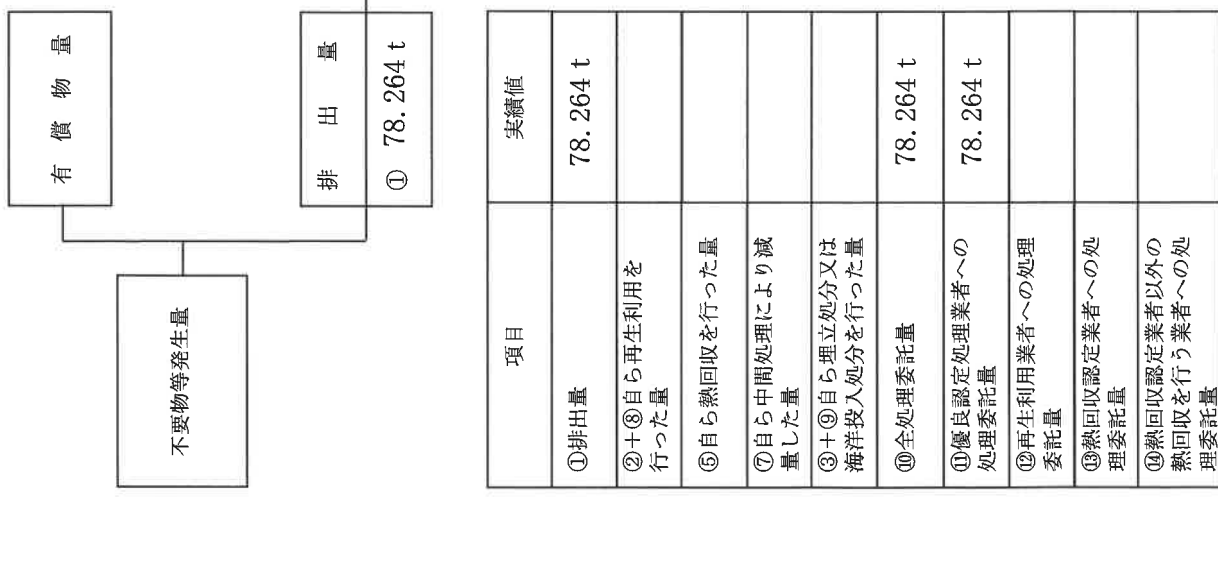 不要物等発生量
有償物量
排出量
① 78.264 t
項目
実績値
①排出量
78.264 t
②+⑧自ら再生利用を
行った量
⑤自ら熱回収を行った量
⑦自ら中間処理により減
量した量
③+⑨自ら埋立処分又は
海洋投入処分を行った量
⑩全処理委託量
78.264 t
⑪優良認定処理業者への
処理委託量
78.264 t
⑫再生利用業者への処理
委託量
⑬熱回収認定業者への処
理委託量
⑭熱回収認定業者以外の
熱回収を行う業者への処
理委託量